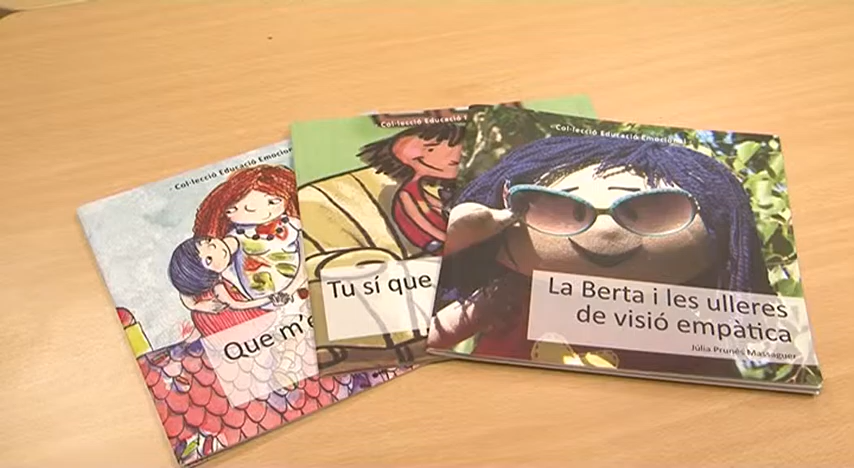 Col·lecció Educació Emocional
Que m'e
Col·lecció Educació
Tu sí que
Col·lecció Educació Emocional
La Berta i les ulleres
de visió empàtica
Júlia Prunés Massaguer